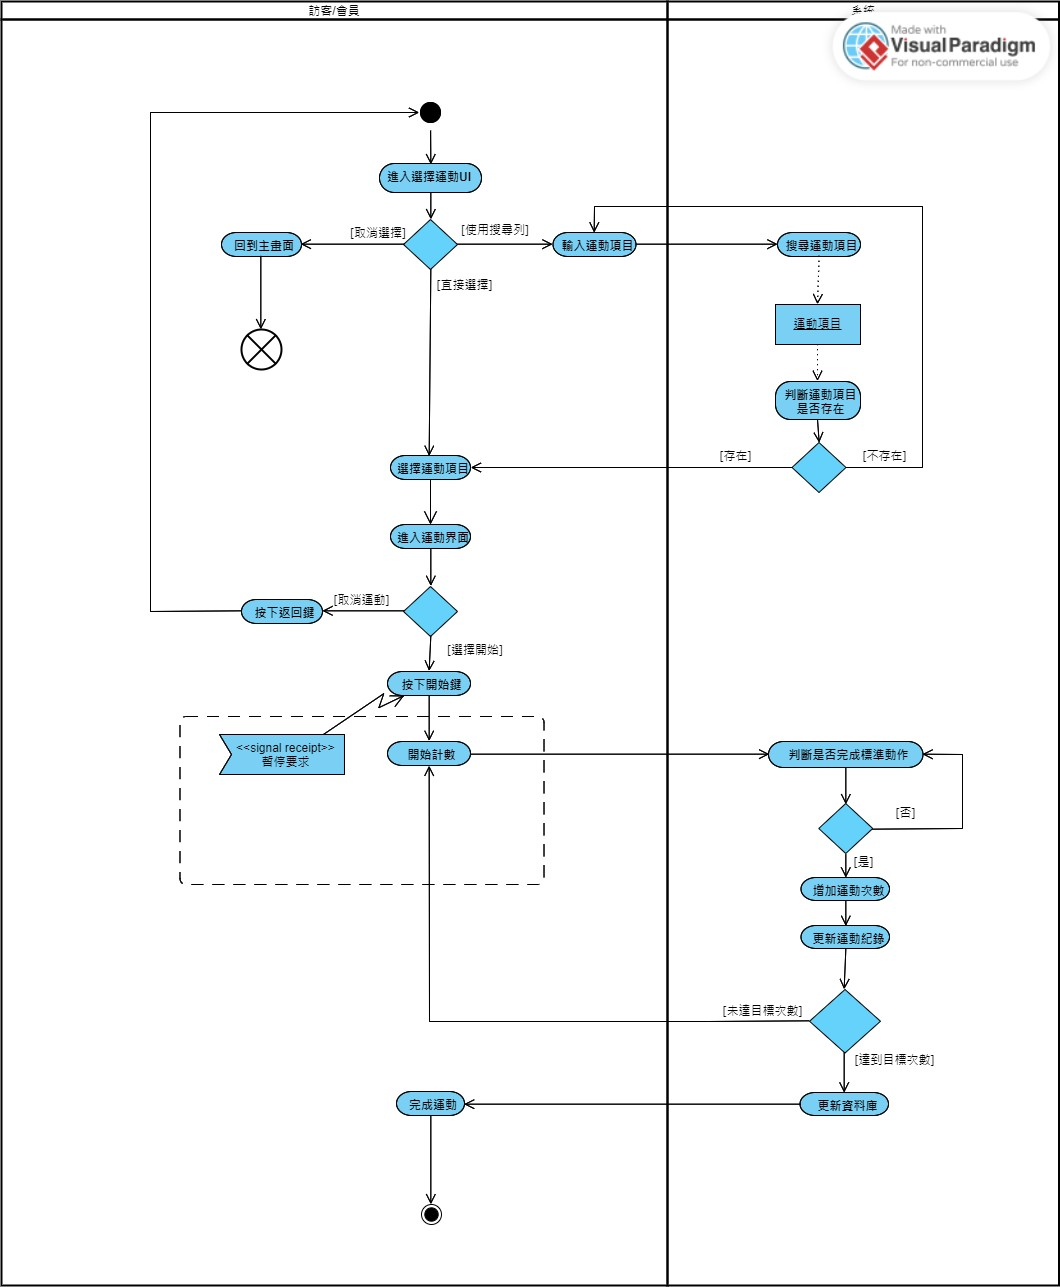 訪客/會員
系統
Made with
Visual Paradigm
For non-commercial use
進入選擇運動UI
[取消選擇]
[使用搜尋列]
回到主畫面
輸入運動項目
搜尋運動項目
[直接選擇]
運動項目
判斷運動項目
是否存在
[存在]
[不存在]
選擇運動項目
進入運動界面
[取消運動]
按下返回鍵
[選擇開始]
按下開始鍵
<<signal receipt>>
暫停要求
開始計數
判斷是否完成標準動作
[否]
[是]
增加運動次數
更新運動紀錄
[未達目標次數]
[達到目標次數]
完成運動
更新資料庫